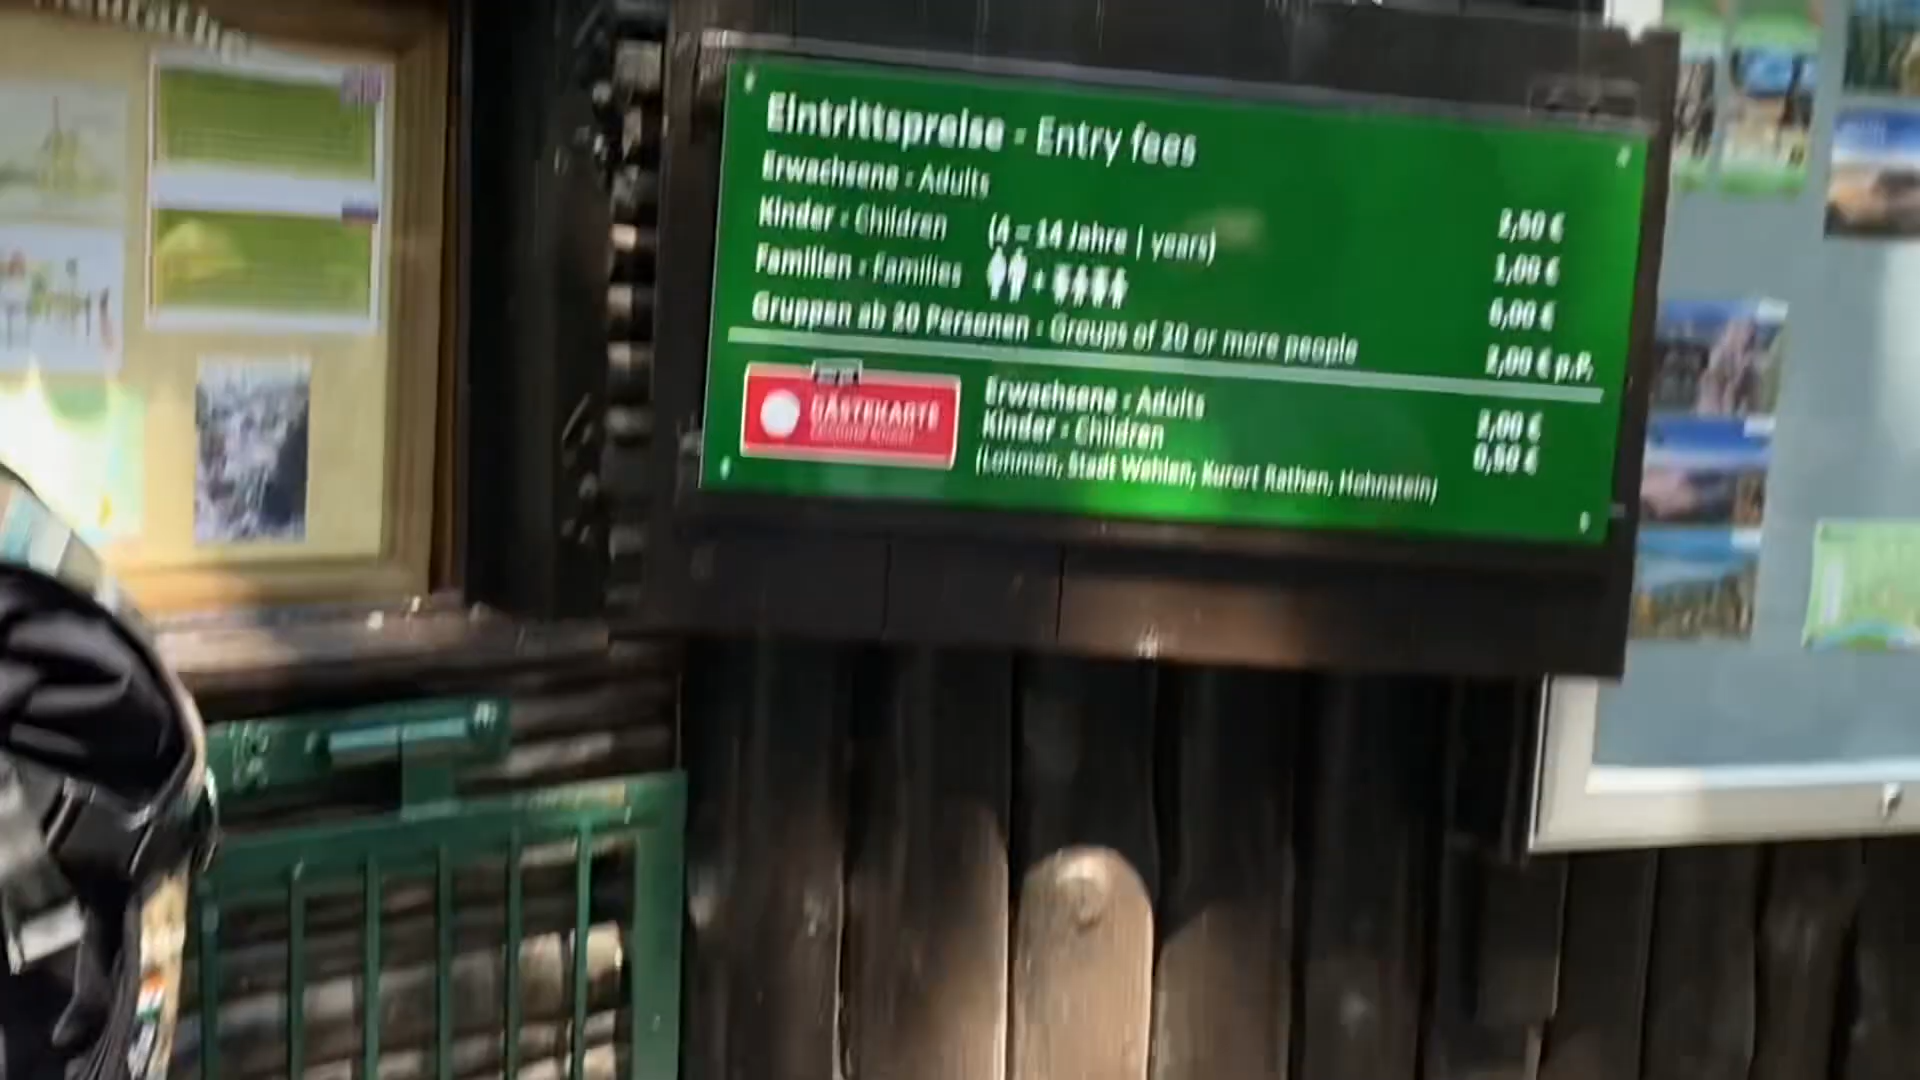 Eintrittspreise - Entry fees
Erwachsene - Adults 2,50 €
Kinder - Children (4 - 14 Jahre | years) 1,00 €
Familien - Families 6,00 €
Gruppen ab 20 Personen - Groups of 20 or more people 2,00 € p.P.
GÄSTEKARTE
Erwachsene - Adults 2,00 €
Kinder - Children 0,50 €
(Lohmen, Stadt Wehlen, Kurort Rathen, Hohnstein)